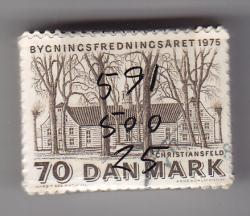 BYGNINGSFREDNINGSÅRET 1975
591
500
25
CHRISTIANSFELD
70 DANMARK